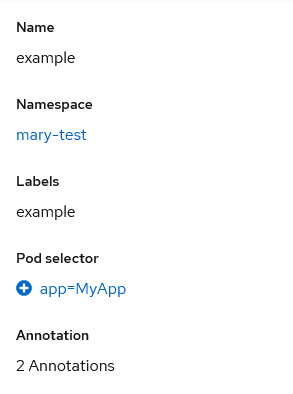 Name
example
Namespace
mary-test
Labels
example
Pod selector
app=MyApp
Annotation
2 Annotations